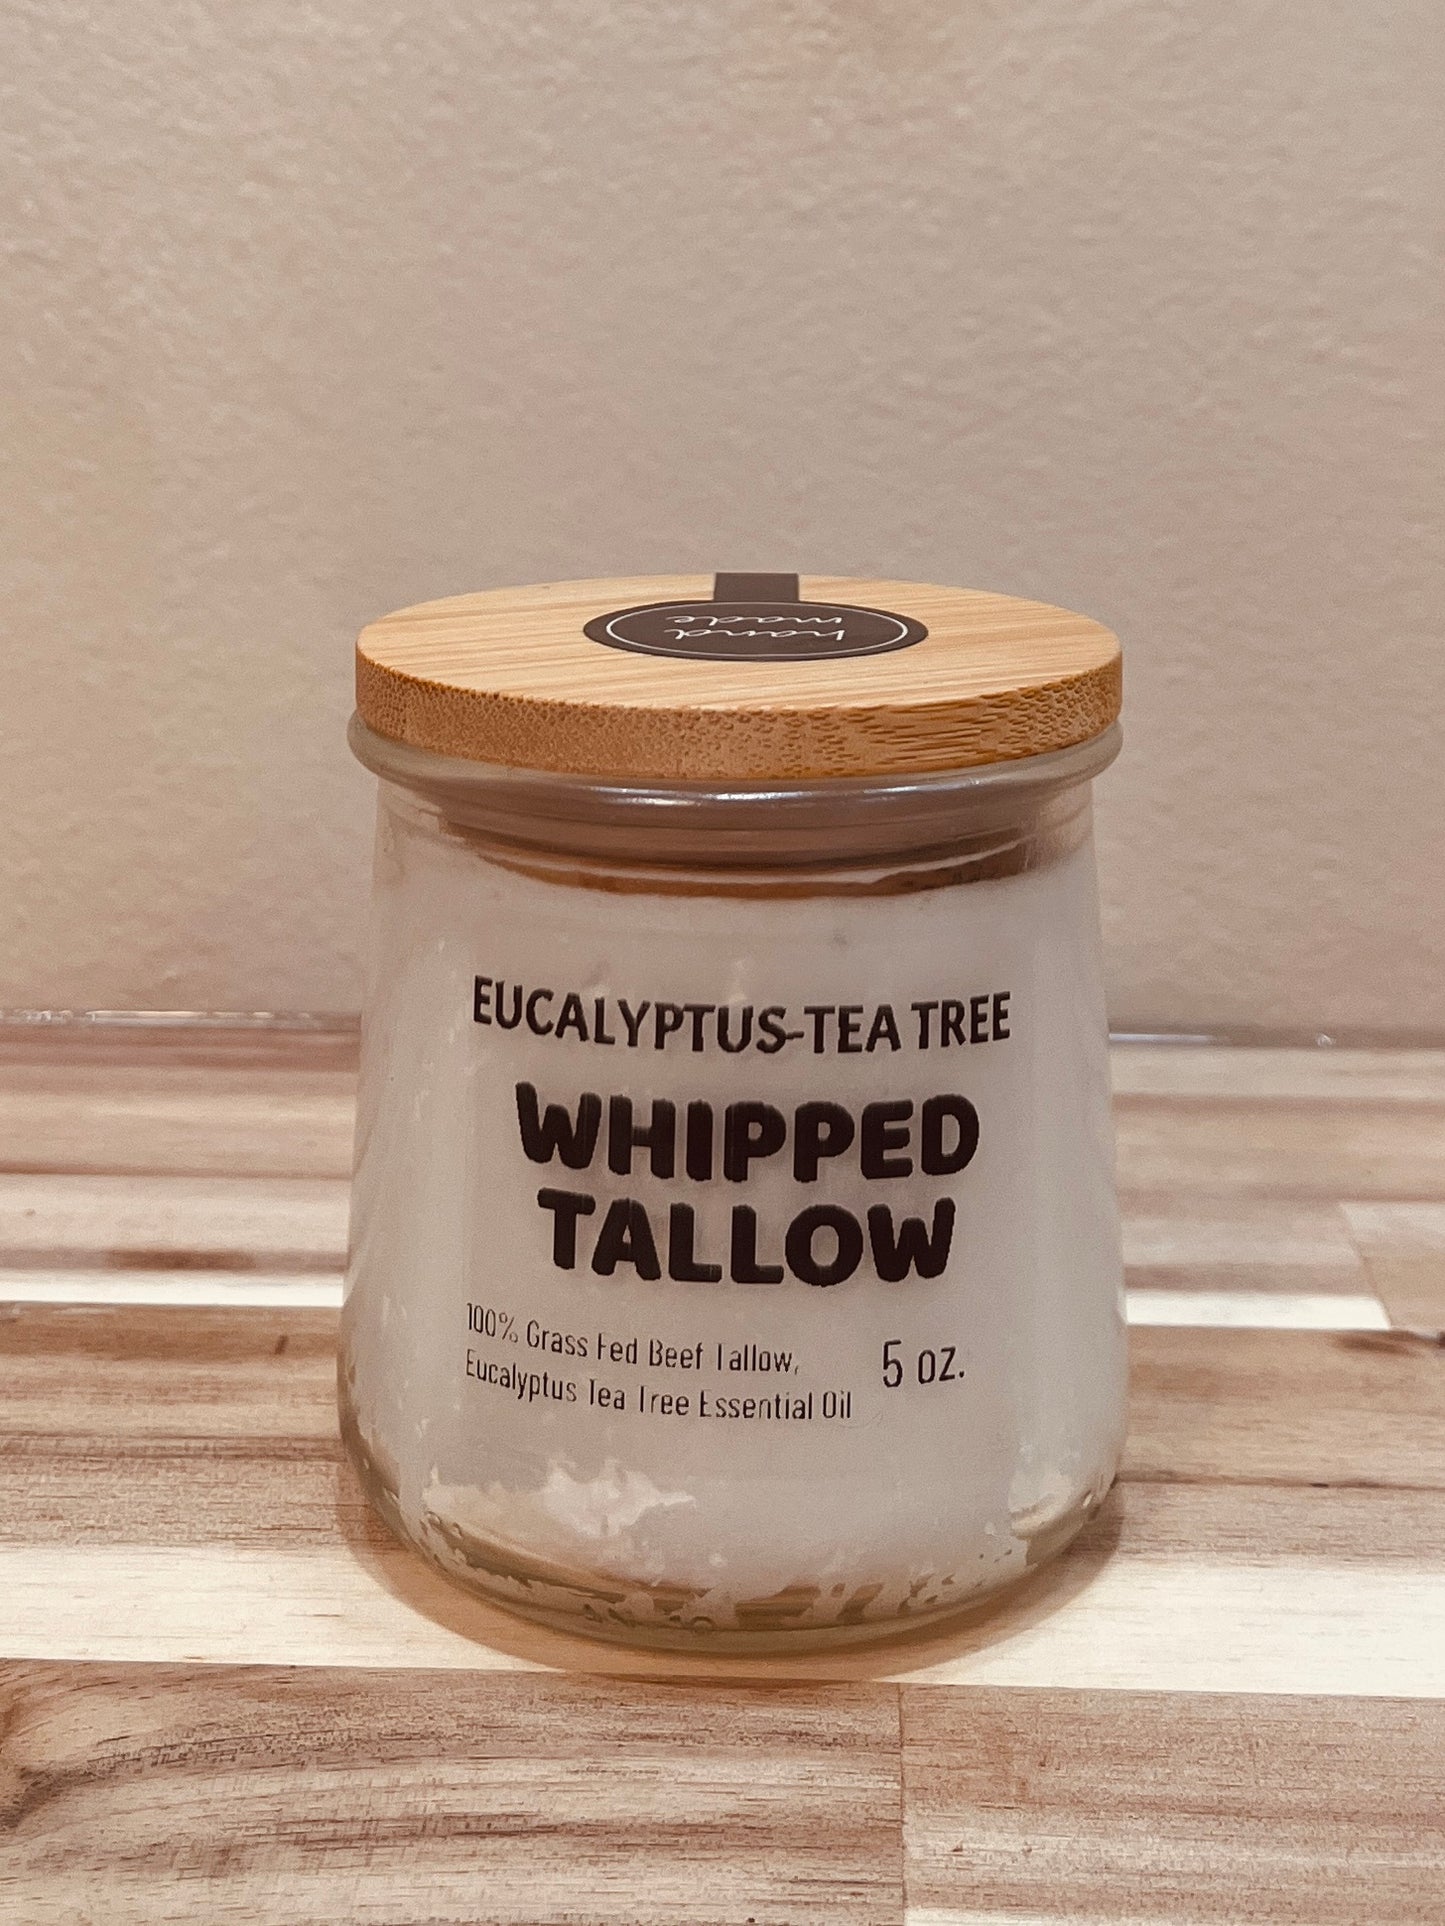 hand
made
EUCALYPTUS-TEA TREE
WHIPPED
TALLOW
100% Grass Fed Beef Tallow,
Eucalyptus Tea Tree Essential Oil
5 oz.